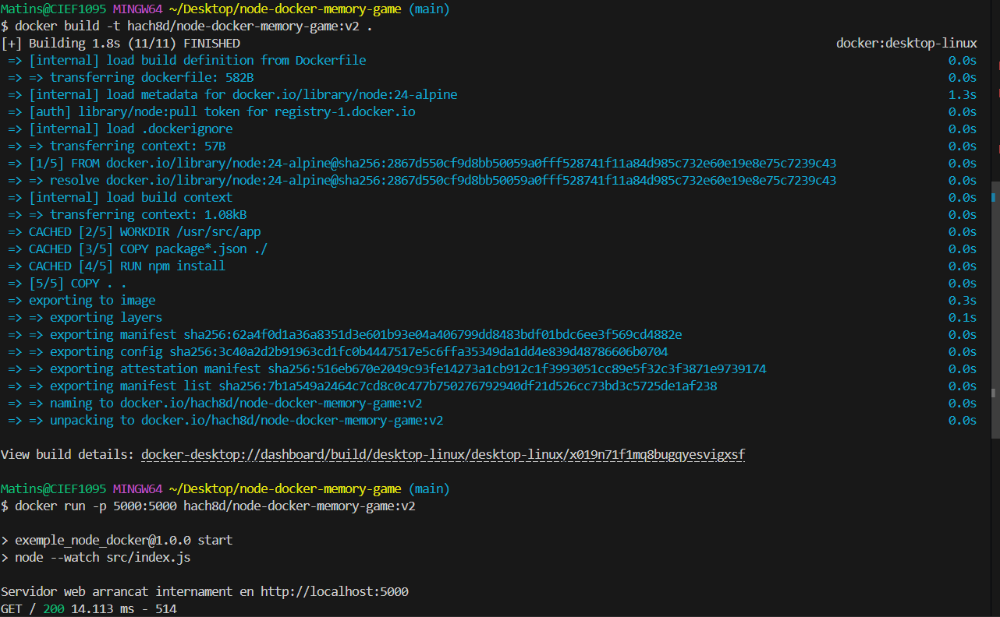 Matins@CIEF1095 MINGW64 ~/Desktop/node-docker-memory-game (main)
$ docker build -t hach8d/node-docker-memory-game:v2 .
[+] Building 1.8s (11/11) FINISHED docker:desktop-linux
=> [internal] load build definition from Dockerfile 0.0s
=> => transferring dockerfile: 582B 0.0s
=> [internal] load metadata for docker.io/library/node:24-alpine 1.3s
=> [auth] library/node:pull token for registry-1.docker.io 0.0s
=> [internal] load .dockerignore 0.0s
=> => transferring context: 57B 0.0s
=> [1/5] FROM docker.io/library/node:24-alpine@sha256:2867d550cf9d8bb50059a0fff528741f11a84d985c732e60e19e8e75c7239c43 0.0s
=> => resolve docker.io/library/node:24-alpine@sha256:2867d550cf9d8bb50059a0fff528741f11a84d985c732e60e19e8e75c7239c43 0.0s
=> [internal] load build context 0.0s
=> => transferring context: 1.08kB 0.0s
=> CACHED [2/5] WORKDIR /usr/src/app 0.0s
=> CACHED [3/5] COPY package*.json ./ 0.0s
=> CACHED [4/5] RUN npm install 0.0s
=> [5/5] COPY . . 0.0s
=> exporting to image 0.3s
=> => exporting layers 0.1s
=> => exporting manifest sha256:62a4f0d1a36a8351d3e601b93e04a406799dd8483bdf01bdc6ee3f569cd4882e 0.0s
=> => exporting config sha256:3c40a2d2b91963cd1fc0b4447517e5c6ffa35349da1dd4e839d48786606b0704 0.0s
=> => exporting attestation manifest sha256:516eb670e2049c93fe14273a1cb912c1f3993051cc89e5f32c3f3871e9739174 0.0s
=> => exporting manifest list sha256:7b1a549a2464c7cd8c0c477b750276792940df21d526cc73bd3c5725de1af238 0.0s
=> => naming to docker.io/hach8d/node-docker-memory-game:v2 0.0s
=> => unpacking to docker.io/hach8d/node-docker-memory-game:v2 0.0s
View build details: docker-desktop://dashboard/build/desktop-linux/desktop-linux/x019n71f1mq8bugqyesvigxsf
Matins@CIEF1095 MINGW64 ~/Desktop/node-docker-memory-game (main)
$ docker run -p 5000:5000 hach8d/node-docker-memory-game:v2
> exemple_node_docker@1.0.0 start
> node --watch src/index.js
Servidor web arrancat internament en http://localhost:5000
GET / 200 14.113 ms - 514